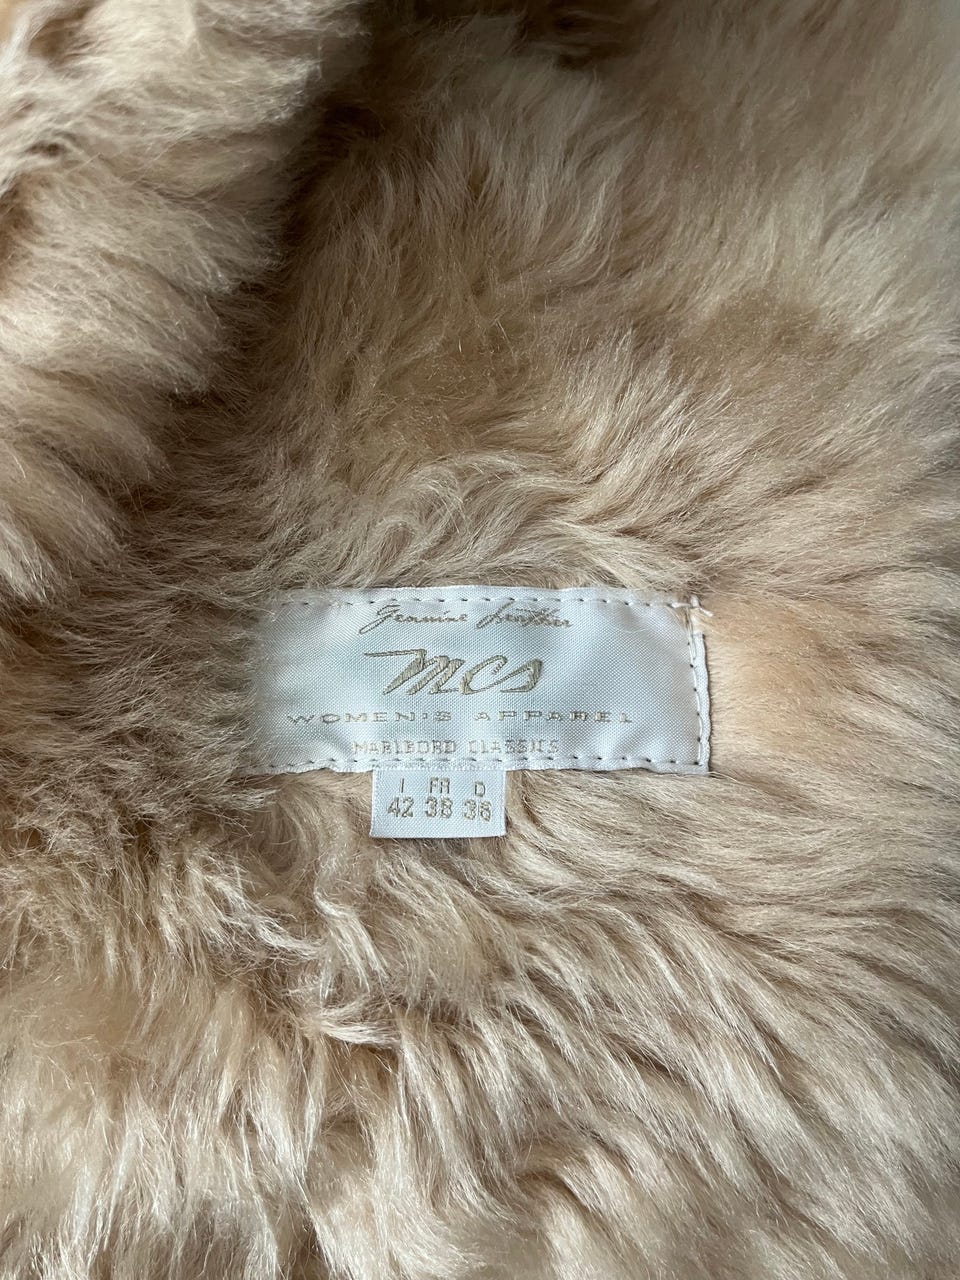 Genuine Leather
MCS
WOMEN'S APPAREL
MARLBORO CLASSICS
I FR D
42 38 36